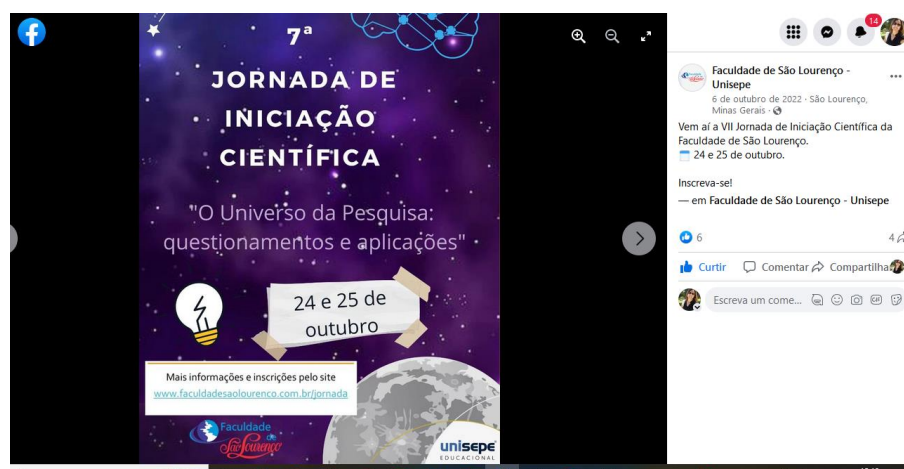 7ª
JORNADA DE
INICIAÇÃO
CIENTÍFICA
"O Universo da Pesquisa:
questionamentos e aplicações"
24 e 25 de
outubro
Mais informações e inscrições pelo site
www.faculdadesaolourenco.com.br/jornada
Faculdade
de
São Lourenço
unisepe
EDUCACIONAL
14
Faculdade de São Lourenço -
Unisepe
6 de outubro de 2022 · São Lourenço,
Minas Gerais ·
Vem aí a VII Jornada de Iniciação Científica da
Faculdade de São Lourenço.
24 e 25 de outubro.
Inscreva-se!
— em Faculdade de São Lourenço - Unisepe
6
4
Curtir
Comentar
Compartilha
Escreva um come...
GIF